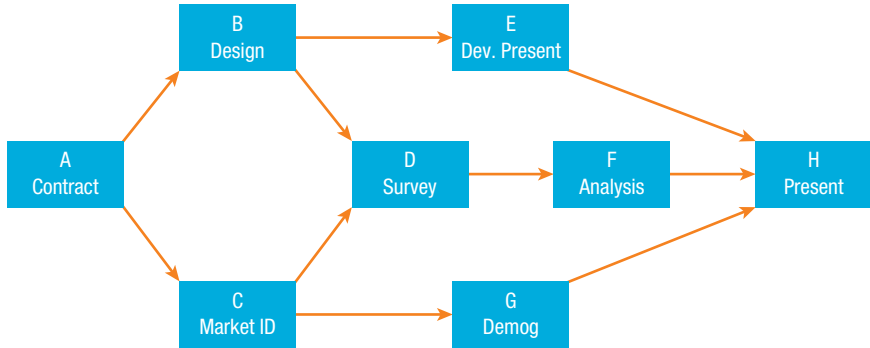 B
Design
E
Dev. Present
A
Contract
D
Survey
F
Analysis
H
Present
C
Market ID
G
Demog